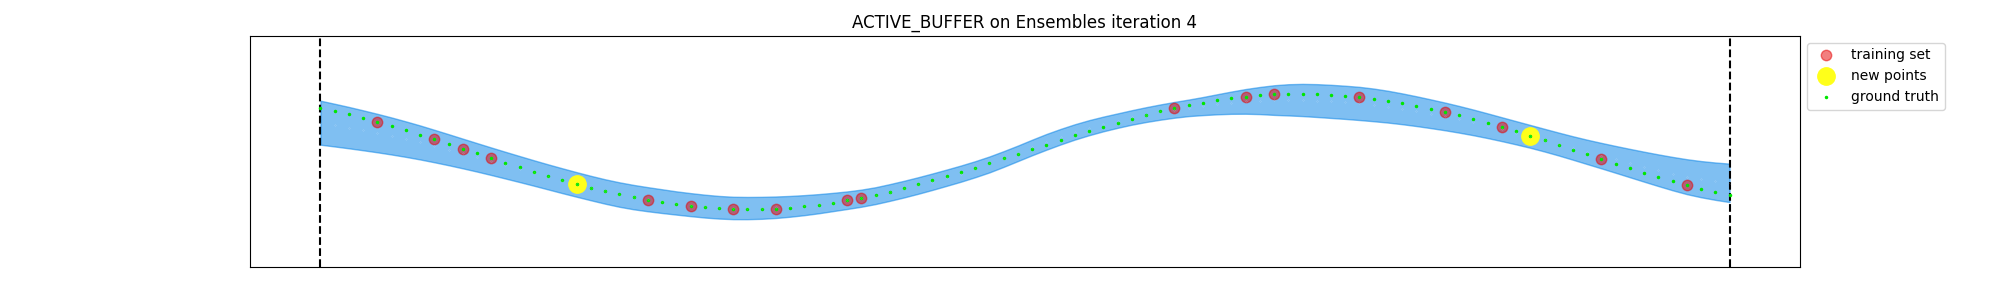 ACTIVE_BUFFER on Ensembles iteration 4
training set
new points
ground truth